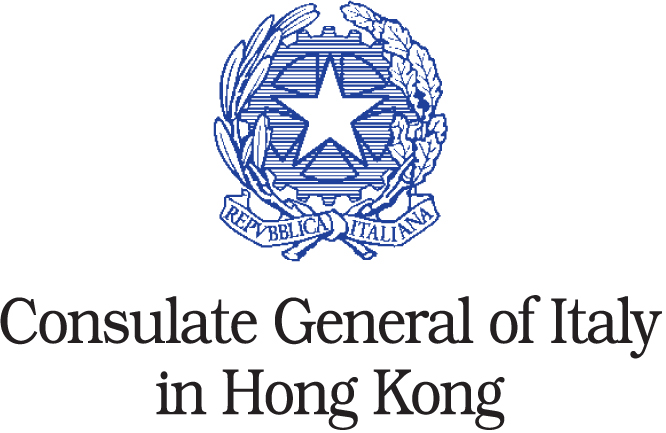 REPVBBLICA ITALIANA
Consulate General of Italy
in Hong Kong